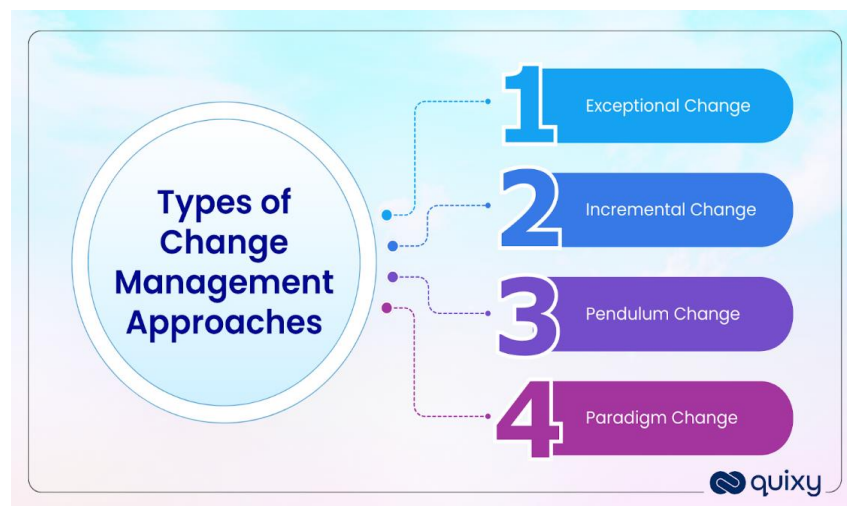 Types of
Change
Management
Approaches
1
Exceptional Change
2
Incremental Change
3
Pendulum Change
4
Paradigm Change
quixy